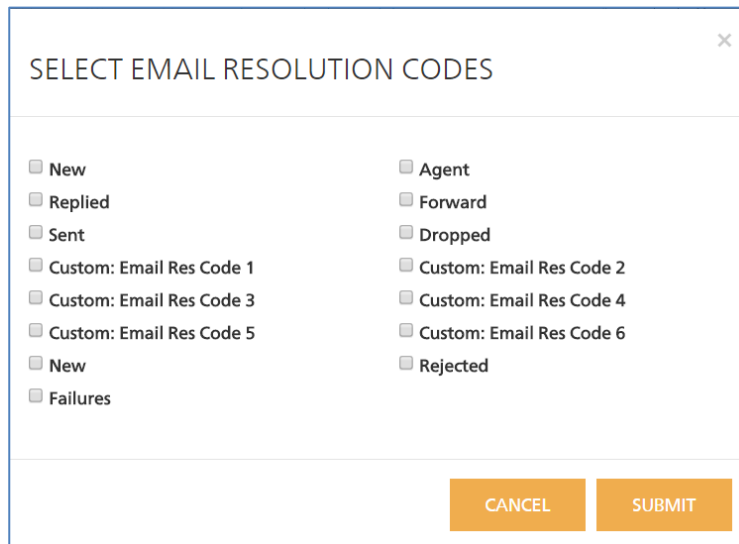 ×
SELECT EMAIL RESOLUTION CODES
New
Agent
Replied
Forward
Sent
Dropped
Custom: Email Res Code 1
Custom: Email Res Code 2
Custom: Email Res Code 3
Custom: Email Res Code 4
Custom: Email Res Code 5
Custom: Email Res Code 6
New
Rejected
Failures
CANCEL
SUBMIT